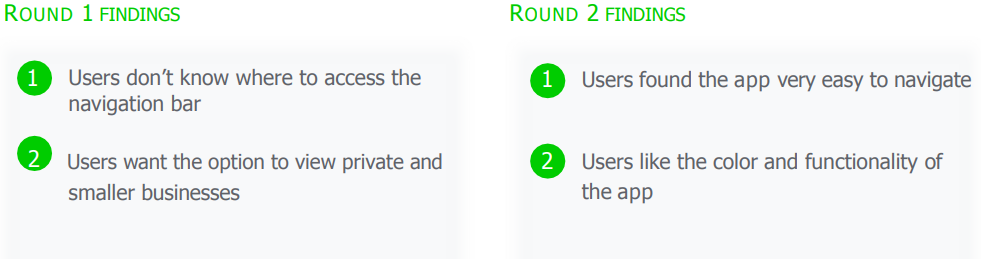 ROUND 1 FINDINGS
1 Users don’t know where to access the
navigation bar
2 Users want the option to view private and
smaller businesses
ROUND 2 FINDINGS
1 Users found the app very easy to navigate
2 Users like the color and functionality of
the app